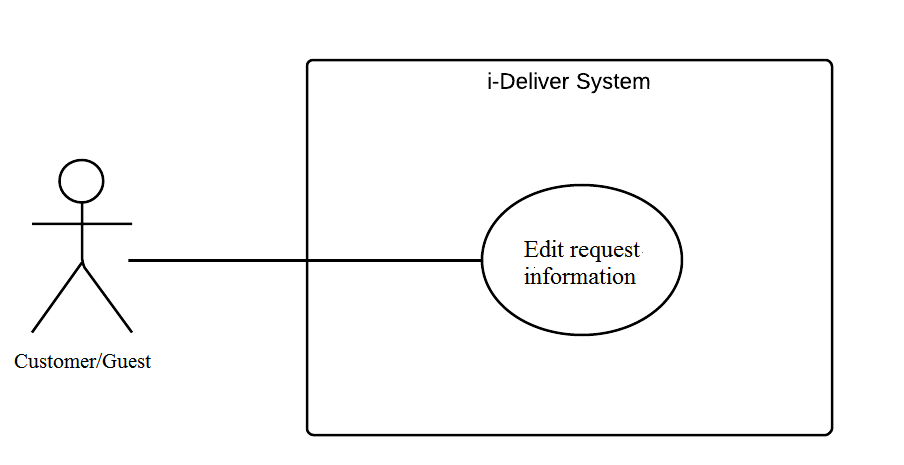 i-Deliver System
Edit request
information
Customer/Guest